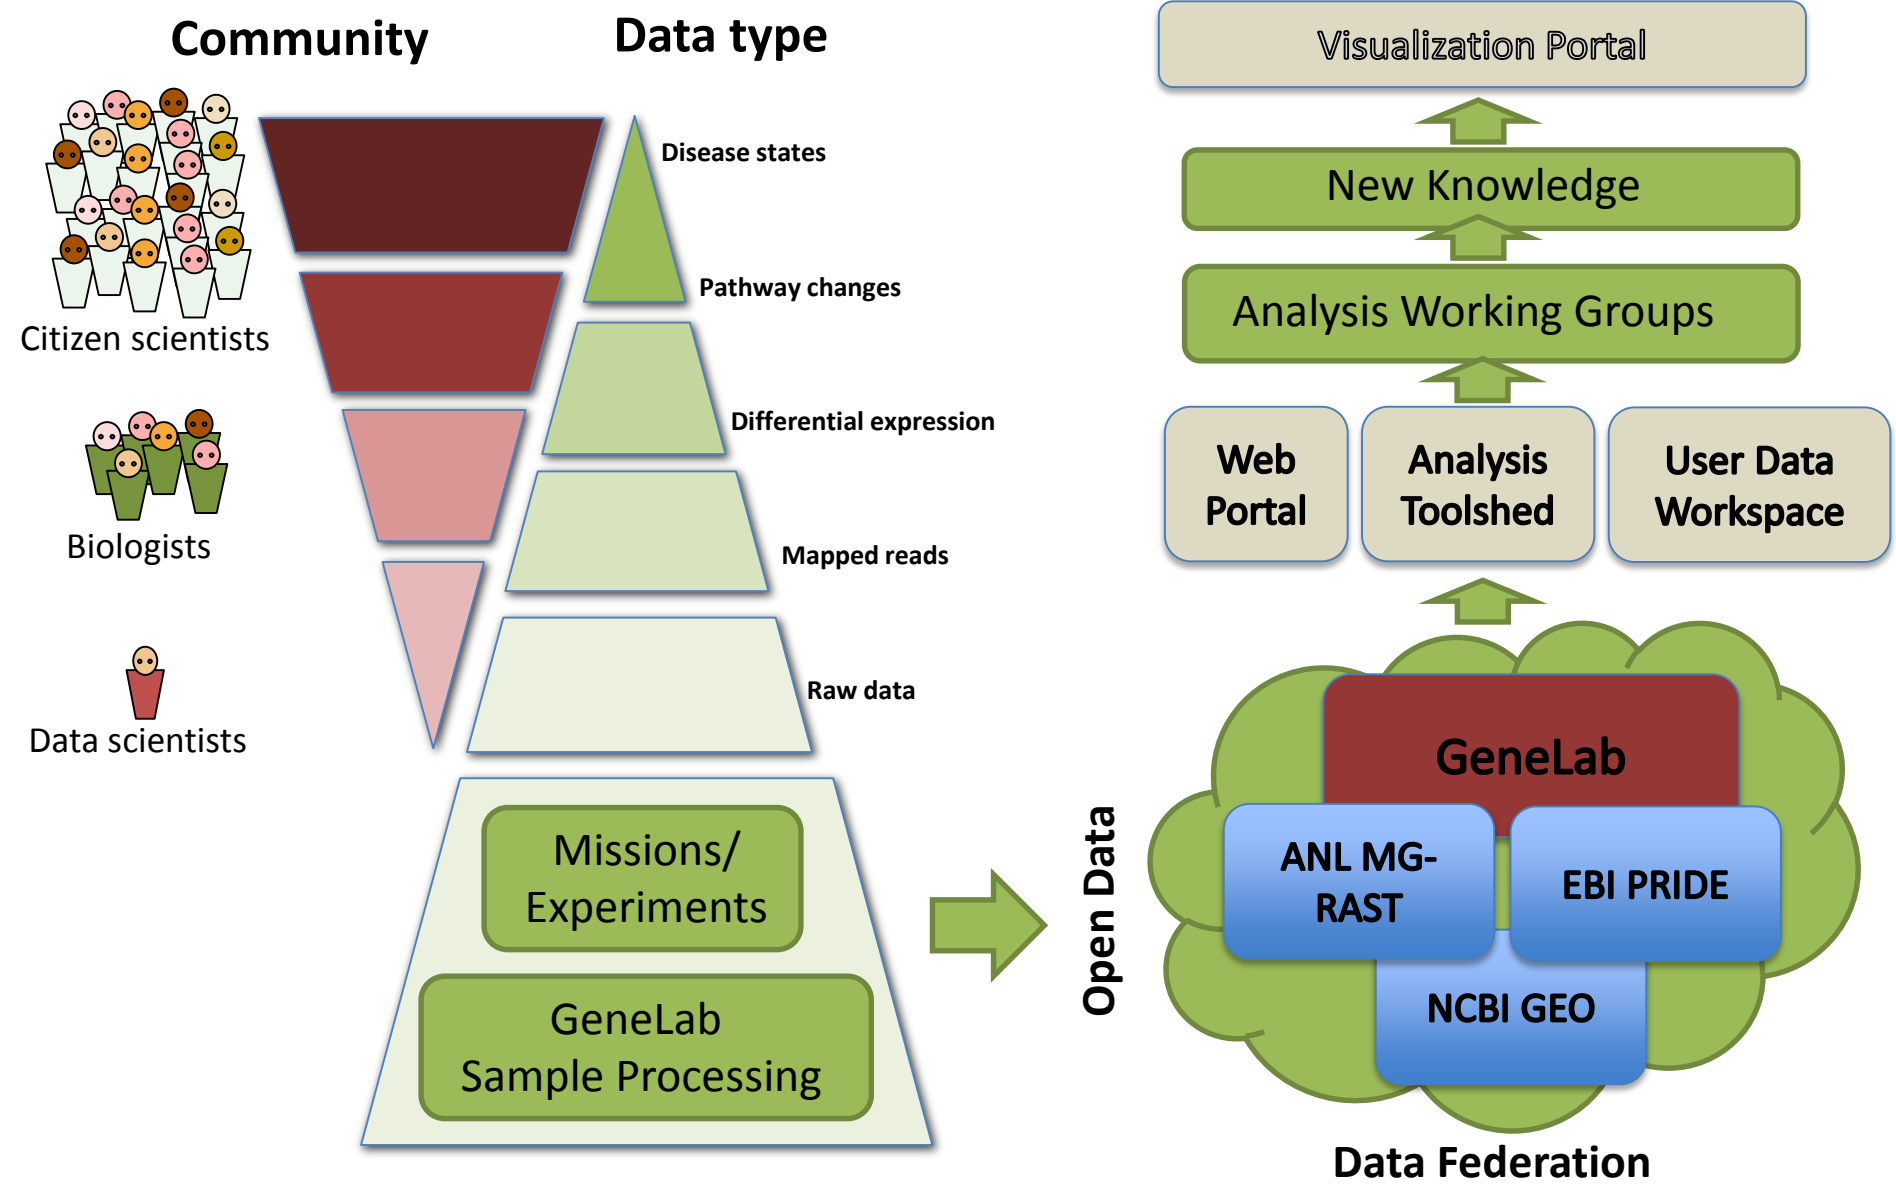 Community
Data type
Disease states
Pathway changes
Citizen scientists
Differential expression
Biologists
Mapped reads
Raw data
Data scientists
Missions/
Experiments
GeneLab
Sample Processing
Visualization Portal
New Knowledge
Analysis Working Groups
Web
Portal
Analysis
Toolshed
User Data
Workspace
Open Data
GeneLab
ANL MG-
RAST
EBI PRIDE
NCBI GEO
Data Federation